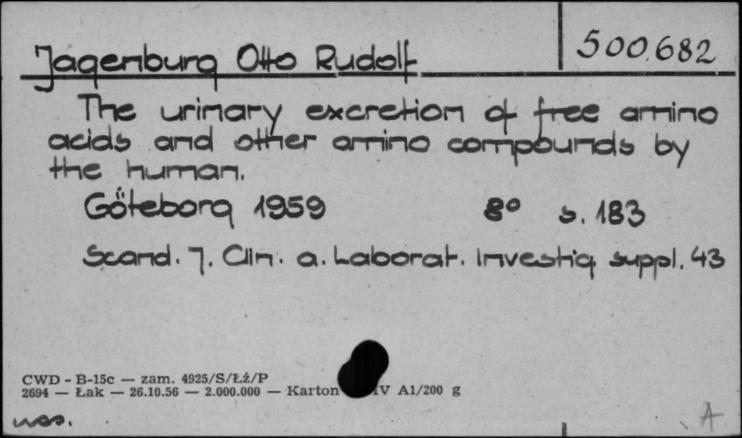 Jagenburg Otto Rudolf
500.682
The urinary excretion of free amino
acids and other amino compounds by
the human.
Göteborg 1959 8º s. 183
Scand. J. Clin. a. Laborat. Investig. suppl. 43
CWD - B-15c — zam. 4925/S/Łż/P
2694 — Łak — 26.10.56 — 2.000.000 — Karton IV A1/200 g
A